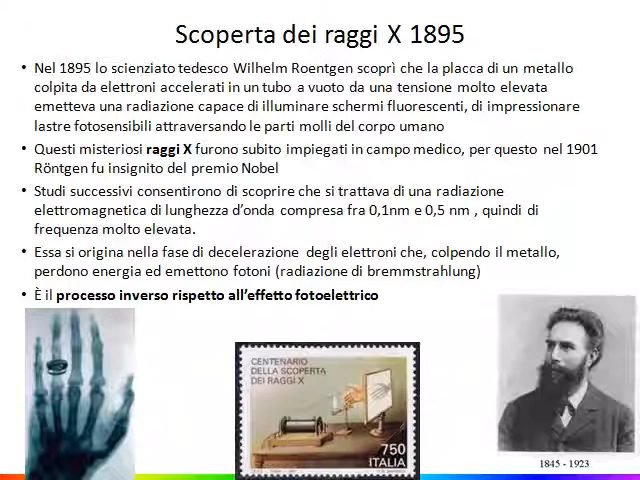 Scoperta dei raggi X 1895
• Nel 1895 lo scienziato tedesco Wilhelm Roentgen scoprì che la placca di un metallo
colpita da elettroni accelerati in un tubo a vuoto da una tensione molto elevata
emetteva una radiazione capace di illuminare schermi fluorescenti, di impressionare
lastre fotosensibili attraversando le parti molli del corpo umano
• Questi misteriosi raggi X furono subito impiegati in campo medico, per questo nel 1901
Röntgen fu insignito del premio Nobel
• Studi successivi consentirono di scoprire che si trattava di una radiazione
elettromagnetica di lunghezza d'onda compresa fra 0,1nm e 0,5 nm , quindi di
frequenza molto elevata.
• Essa si origina nella fase di decelerazione degli elettroni che, colpendo il metallo,
perdono energia ed emettono fotoni (radiazione di bremmstrahlung)
• È il processo inverso rispetto all'effetto fotoelettrico
CENTENARIO
DELLA SCOPERTA
DEI RAGGI X
750
ITALIA
1845 - 1923